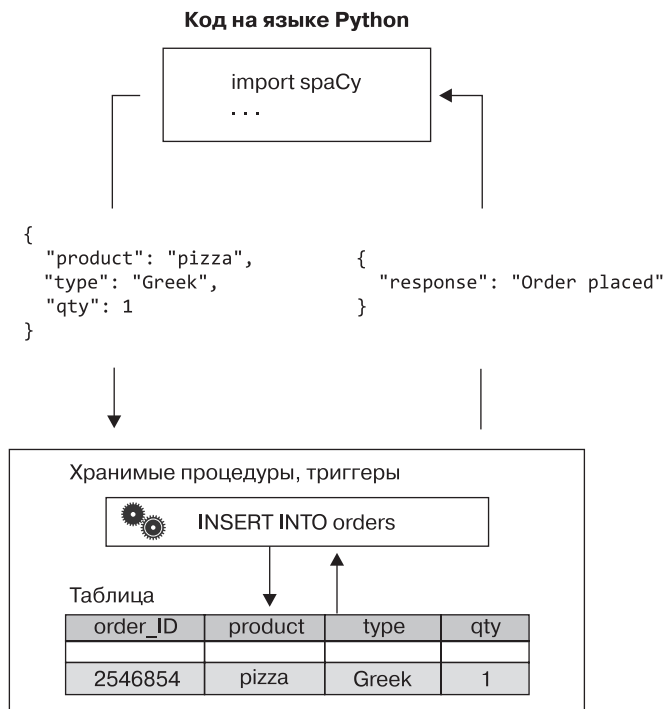 Код на языке Python
import spaCy
...
{
"product": "pizza",
"type": "Greek",
"qty": 1
}
{
"response": "Order placed"
}
Хранимые процедуры, триггеры
INSERT INTO orders
Таблица
order_ID product type qty
2546854 pizza Greek 1